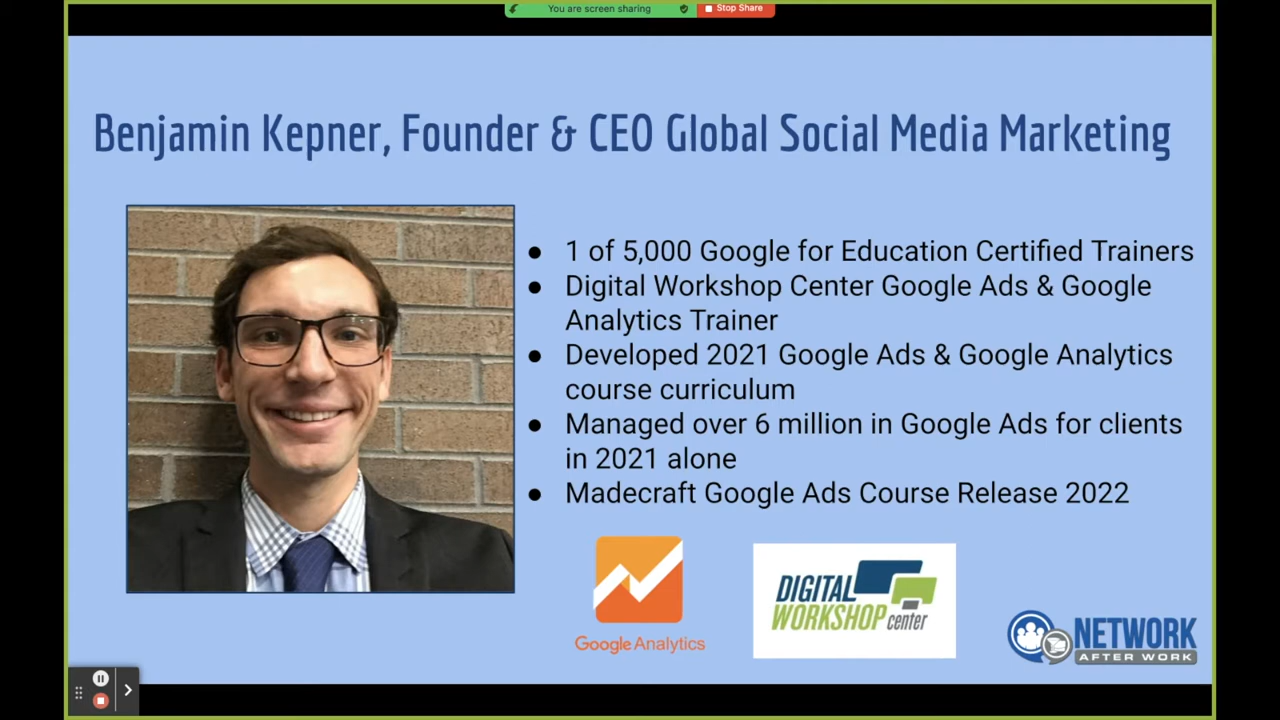 You are screen sharing
Stop Share
Benjamin Kepner, Founder & CEO Global Social Media Marketing
● 1 of 5,000 Google for Education Certified Trainers
● Digital Workshop Center Google Ads & Google
Analytics Trainer
● Developed 2021 Google Ads & Google Analytics
course curriculum
● Managed over 6 million in Google Ads for clients
in 2021 alone
● Madecraft Google Ads Course Release 2022
Google Analytics
DIGITAL
WORKSHOP center
NETWORK
AFTER WORK